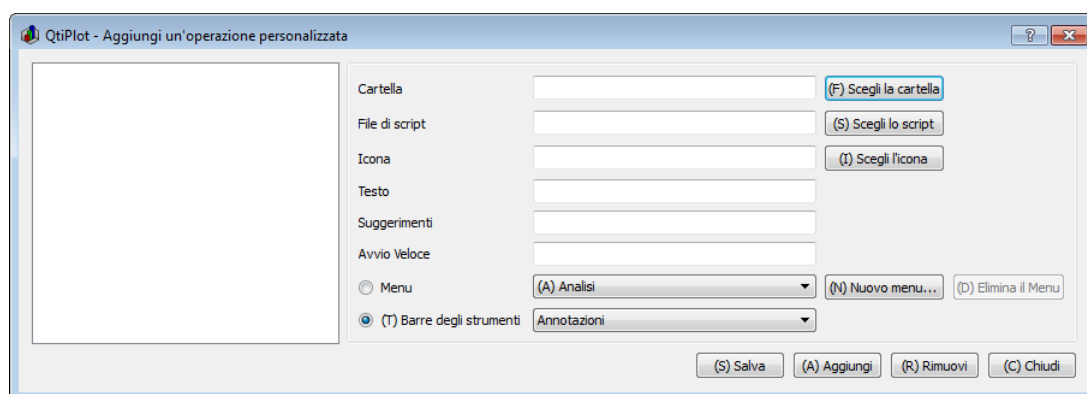 QtiPlot - Aggiungi un'operazione personalizzata
Cartella (F) Scegli la cartella
File di script (S) Scegli lo script
Icona (I) Scegli l'icona
Testo
Suggerimenti
Avvio Veloce
Menu (A) Analisi (N) Nuovo menu... (D) Elimina il Menu
(T) Barre degli strumenti Annotazioni
(S) Salva (A) Aggiungi (R) Rimuovi (C) Chiudi